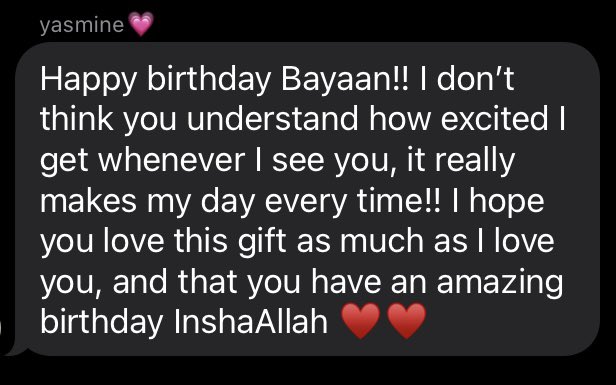 yasmine💗
Happy birthday Bayaan!! I don’t
think you understand how excited I
get whenever I see you, it really
makes my day every time!! I hope
you love this gift as much as I love
you, and that you have an amazing
birthday InshaAllah ♥️♥️